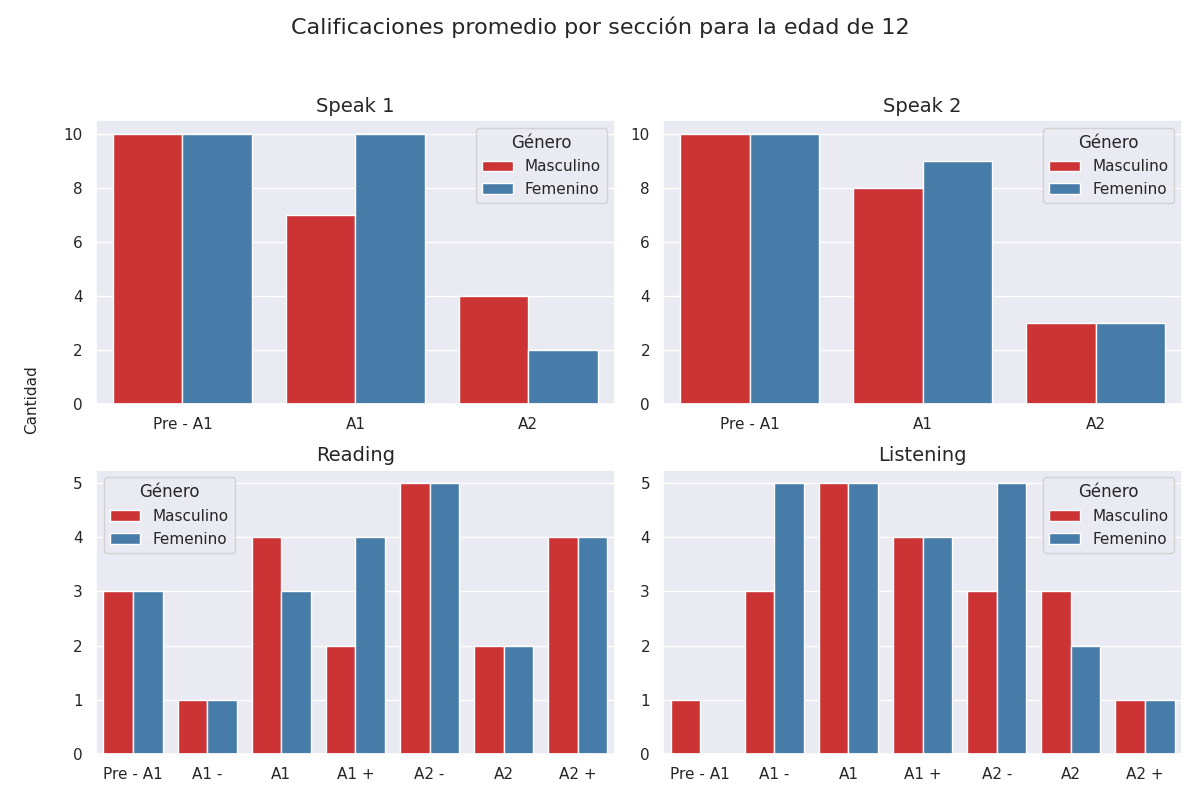 Calificaciones promedio por sección para la edad de 12
Cantidad
Speak 1
10
8
6
4
2
0
Pre - A1
A1
A2
Género
Masculino
Femenino
Speak 2
10
8
6
4
2
0
Pre - A1
A1
A2
Género
Masculino
Femenino
Reading
5
4
3
2
1
0
Pre - A1
A1 -
A1
A1 +
A2 -
A2
A2 +
Género
Masculino
Femenino
Listening
5
4
3
2
1
0
Pre - A1
A1 -
A1
A1 +
A2 -
A2
A2 +
Género
Masculino
Femenino